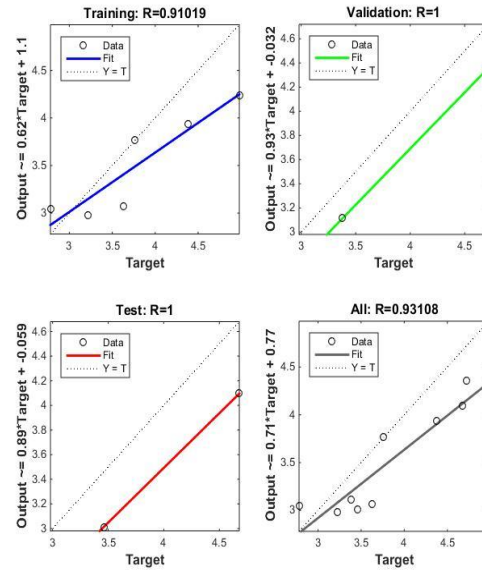 Training: R=0.91019
Output ~= 0.62*Target + 1.1
Data
Fit
Y = T
4.5
4
3.5
3
3 3.5 4 4.5
Target
Validation: R=1
Output ~= 0.93*Target + -0.032
Data
Fit
Y = T
4.6
4.4
4.2
4
3.8
3.6
3.4
3.2
3
3 3.5 4 4.5
Target
Test: R=1
Output ~= 0.89*Target + -0.059
Data
Fit
Y = T
4.6
4.4
4.2
4
3.8
3.6
3.4
3.2
3
3 3.5 4 4.5
Target
All: R=0.93108
Output ~= 0.71*Target + 0.77
Data
Fit
Y = T
4.5
4
3.5
3
3 3.5 4 4.5
Target